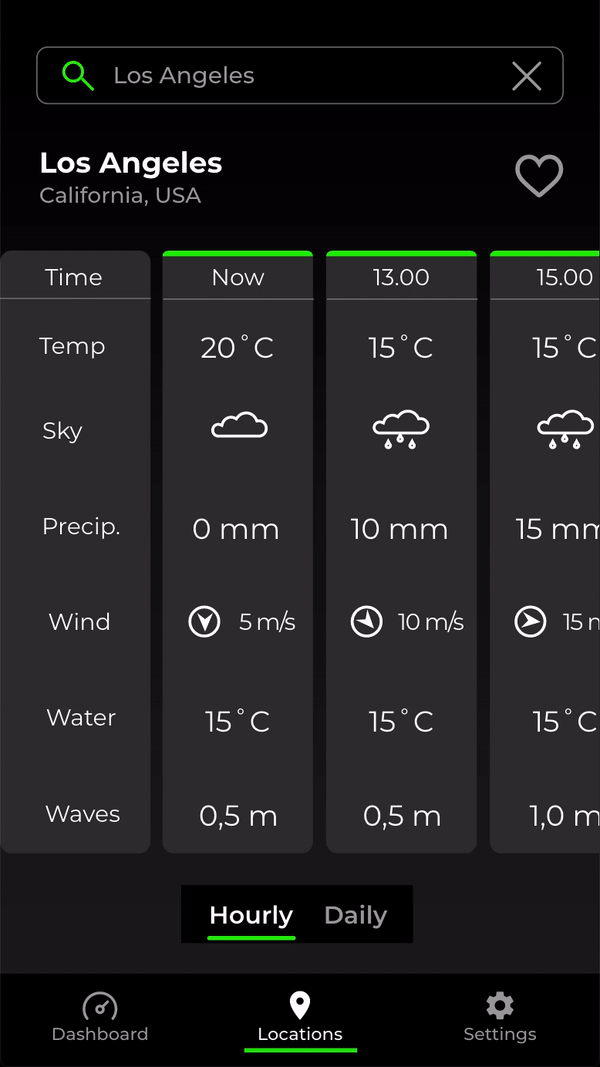 Los Angeles
Los Angeles
California, USA
Time Now 13.00 15.00
Temp 20°C 15°C 15°C
Sky
Precip. 0 mm 10 mm 15 mm
Wind 5 m/s 10 m/s 15
Water 15°C 15°C 15°C
Waves 0,5 m 0,5 m 1,0 m
Hourly Daily
Dashboard Locations Settings